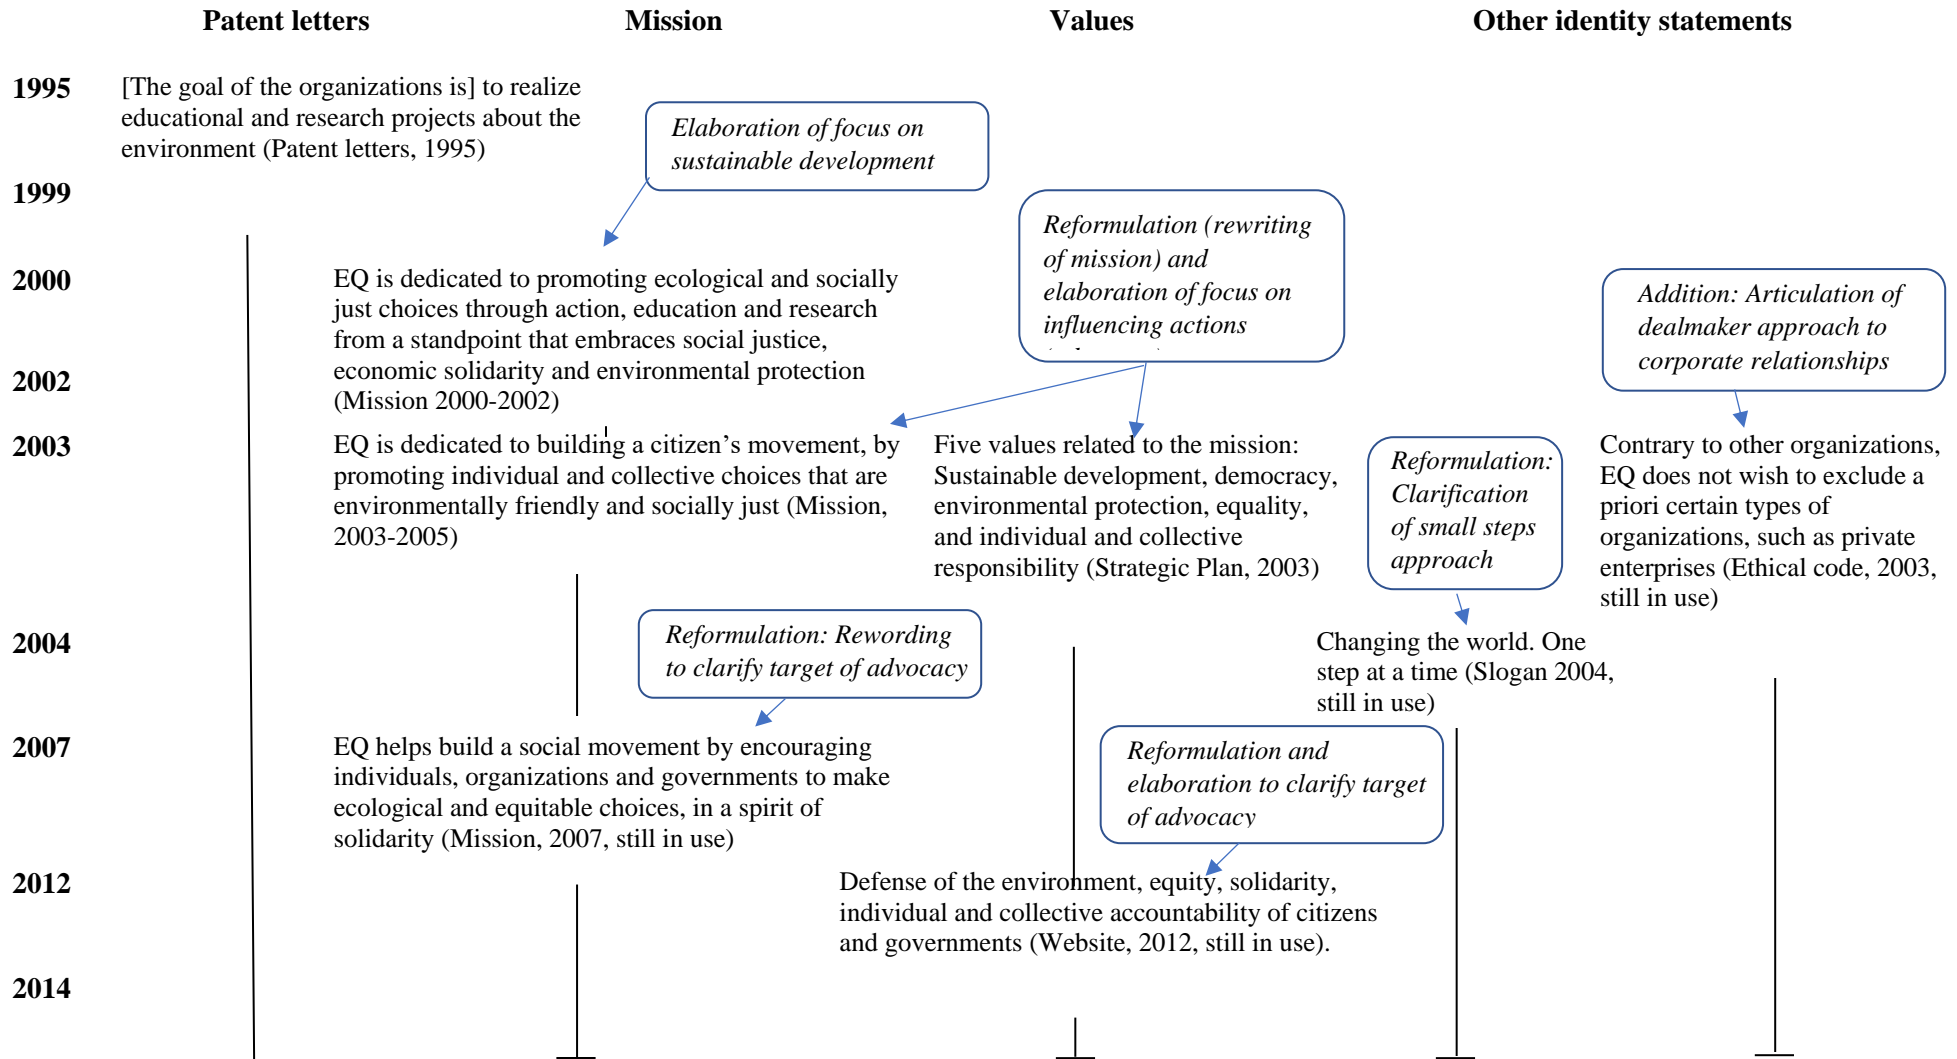 Patent letters
Mission
Values
Other identity statements
1995
[The goal of the organizations is] to realize
educational and research projects about the
environment (Patent letters, 1995)
Elaboration of focus on
sustainable development
1999
Reformulation (rewriting
of mission) and
elaboration of focus on
influencing actions
2000
EQ is dedicated to promoting ecological and socially
just choices through action, education and research
from a standpoint that embraces social justice,
economic solidarity and environmental protection
(Mission 2000-2002)
Addition: Articulation of
dealmaker approach to
corporate relationships
2002
2003
EQ is dedicated to building a citizen’s movement, by
promoting individual and collective choices that are
environmentally friendly and socially just (Mission,
2003-2005)
Five values related to the mission:
Sustainable development, democracy,
environmental protection, equality,
and individual and collective
responsibility (Strategic Plan, 2003)
Reformulation:
Clarification
of small steps
approach
Contrary to other organizations,
EQ does not wish to exclude a
priori certain types of
organizations, such as private
enterprises (Ethical code, 2003,
still in use)
2004
Reformulation: Rewording
to clarify target of advocacy
Changing the world. One
step at a time (Slogan 2004,
still in use)
2007
EQ helps build a social movement by encouraging
individuals, organizations and governments to make
ecological and equitable choices, in a spirit of
solidarity (Mission, 2007, still in use)
Reformulation and
elaboration to clarify target
of advocacy
2012
Defense of the environment, equity, solidarity,
individual and collective accountability of citizens
and governments (Website, 2012, still in use).
2014